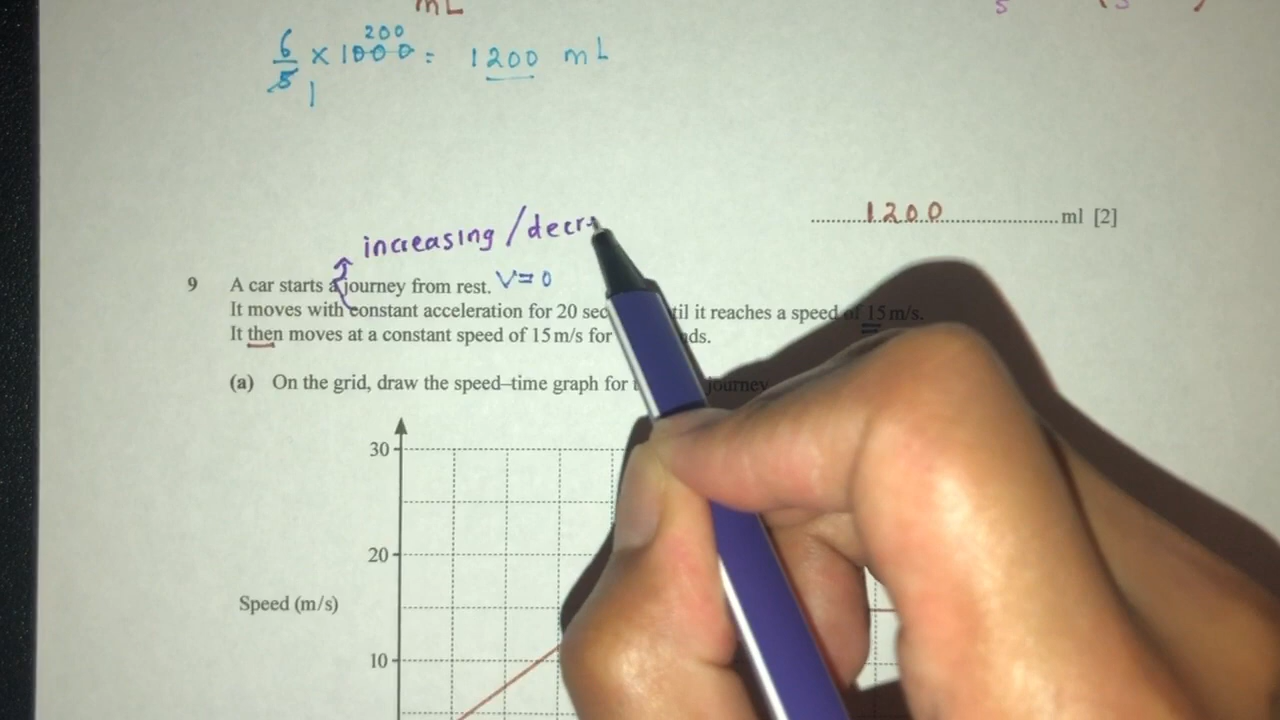 mL
6/5 x 1000 = 1200 mL
200
1
1200 ml [2]
increasing /decr
9 A car starts a journey from rest. V=0
It moves with constant acceleration for 20 sec til it reaches a speed of 15 m/s.
It then moves at a constant speed of 15 m/s for ds.
(a) On the grid, draw the speed–time graph for journey
30
20
Speed (m/s)
10